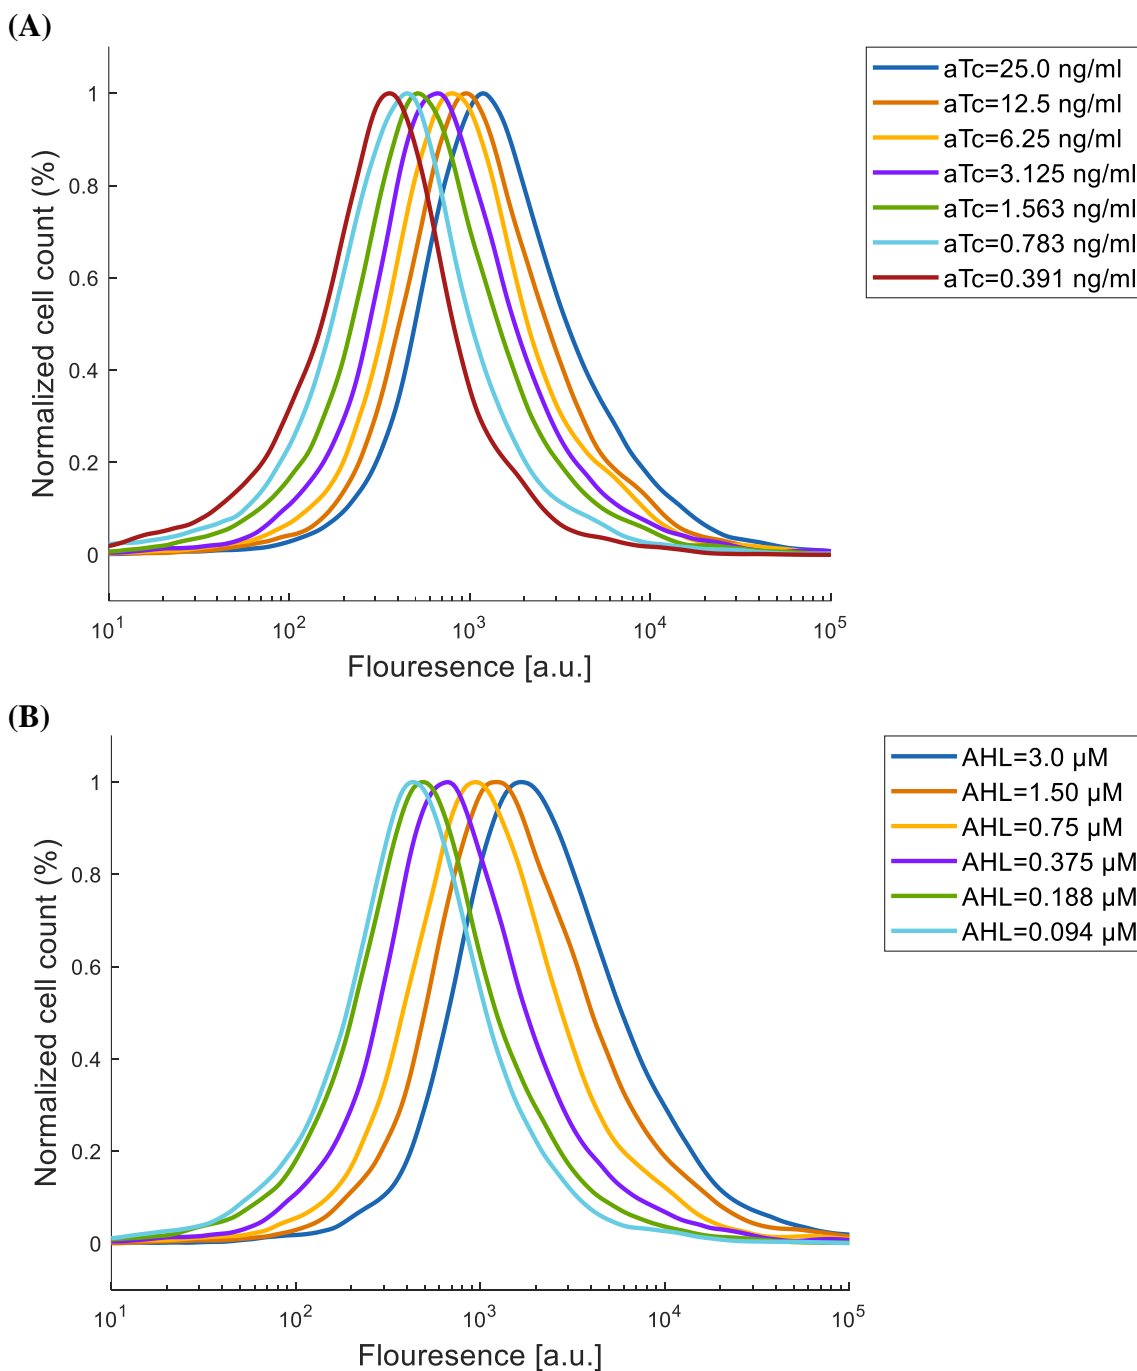 (A)
aTc=25.0 ng/ml
aTc=12.5 ng/ml
aTc=6.25 ng/ml
aTc=3.125 ng/ml
aTc=1.563 ng/ml
aTc=0.783 ng/ml
aTc=0.391 ng/ml
Normalized cell count (%)
1
0.8
0.6
0.4
0.2
0
10^1 10^2 10^3 10^4 10^5
Flouresence [a.u.]
(B)
AHL=3.0 µM
AHL=1.50 µM
AHL=0.75 µM
AHL=0.375 µM
AHL=0.188 µM
AHL=0.094 µM
Normalized cell count (%)
1
0.8
0.6
0.4
0.2
0
10^1 10^2 10^3 10^4 10^5
Flouresence [a.u.]